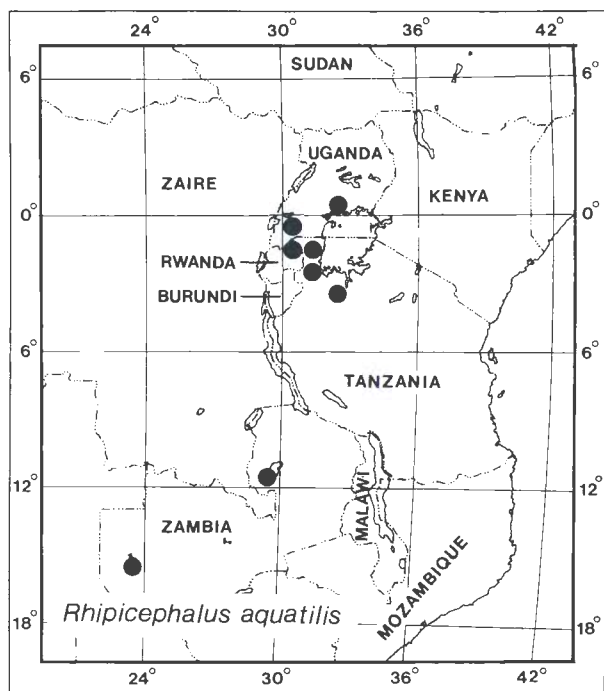 24° 30° 36° 42°
6° SUDAN 6°
UGANDA
ZAIRE KENYA
0° 0°
RWANDA
BURUNDI
6° 6°
TANZANIA
12° MALAWI 12°
ZAMBIA
MOZAMBIQUE
Rhipicephalus aquatilis
18° 18°
24° 30° 36° 42°